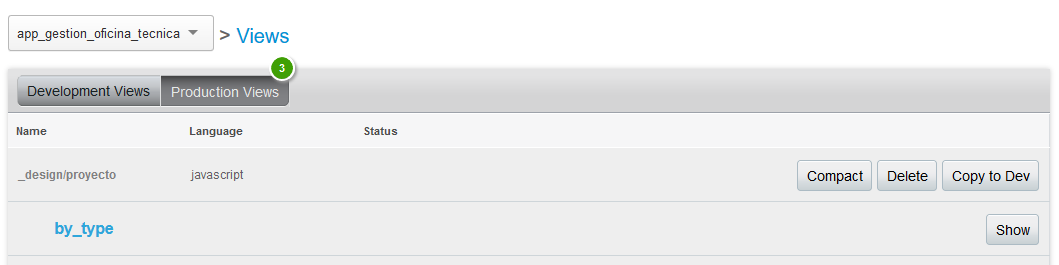 app_gestion_oficina_tecnica > Views
3
Development Views Production Views
Name Language Status
_design/proyecto javascript Compact Delete Copy to Dev
by_type Show